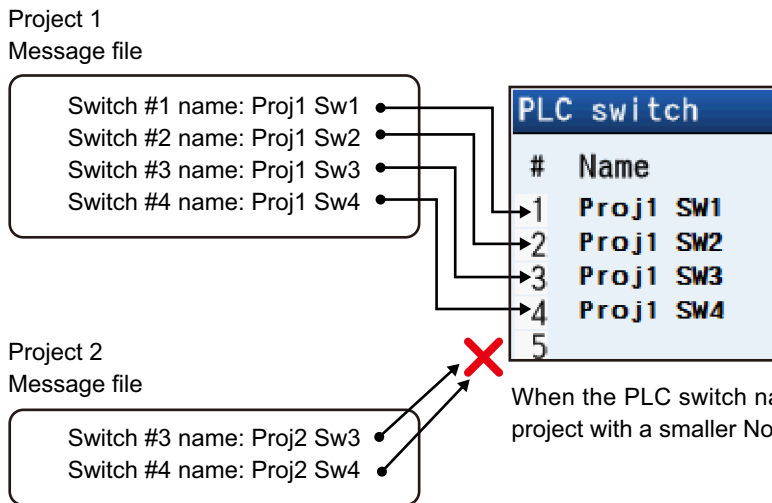 Project 1
Message file
Switch #1 name: Proj1 Sw1
Switch #2 name: Proj1 Sw2
Switch #3 name: Proj1 Sw3
Switch #4 name: Proj1 Sw4
PLC switch
# Name
1 Proj1 SW1
2 Proj1 SW2
3 Proj1 SW3
4 Proj1 SW4
5
Project 2
Message file
Switch #3 name: Proj2 Sw3
Switch #4 name: Proj2 Sw4
When the PLC switch na
project with a smaller No